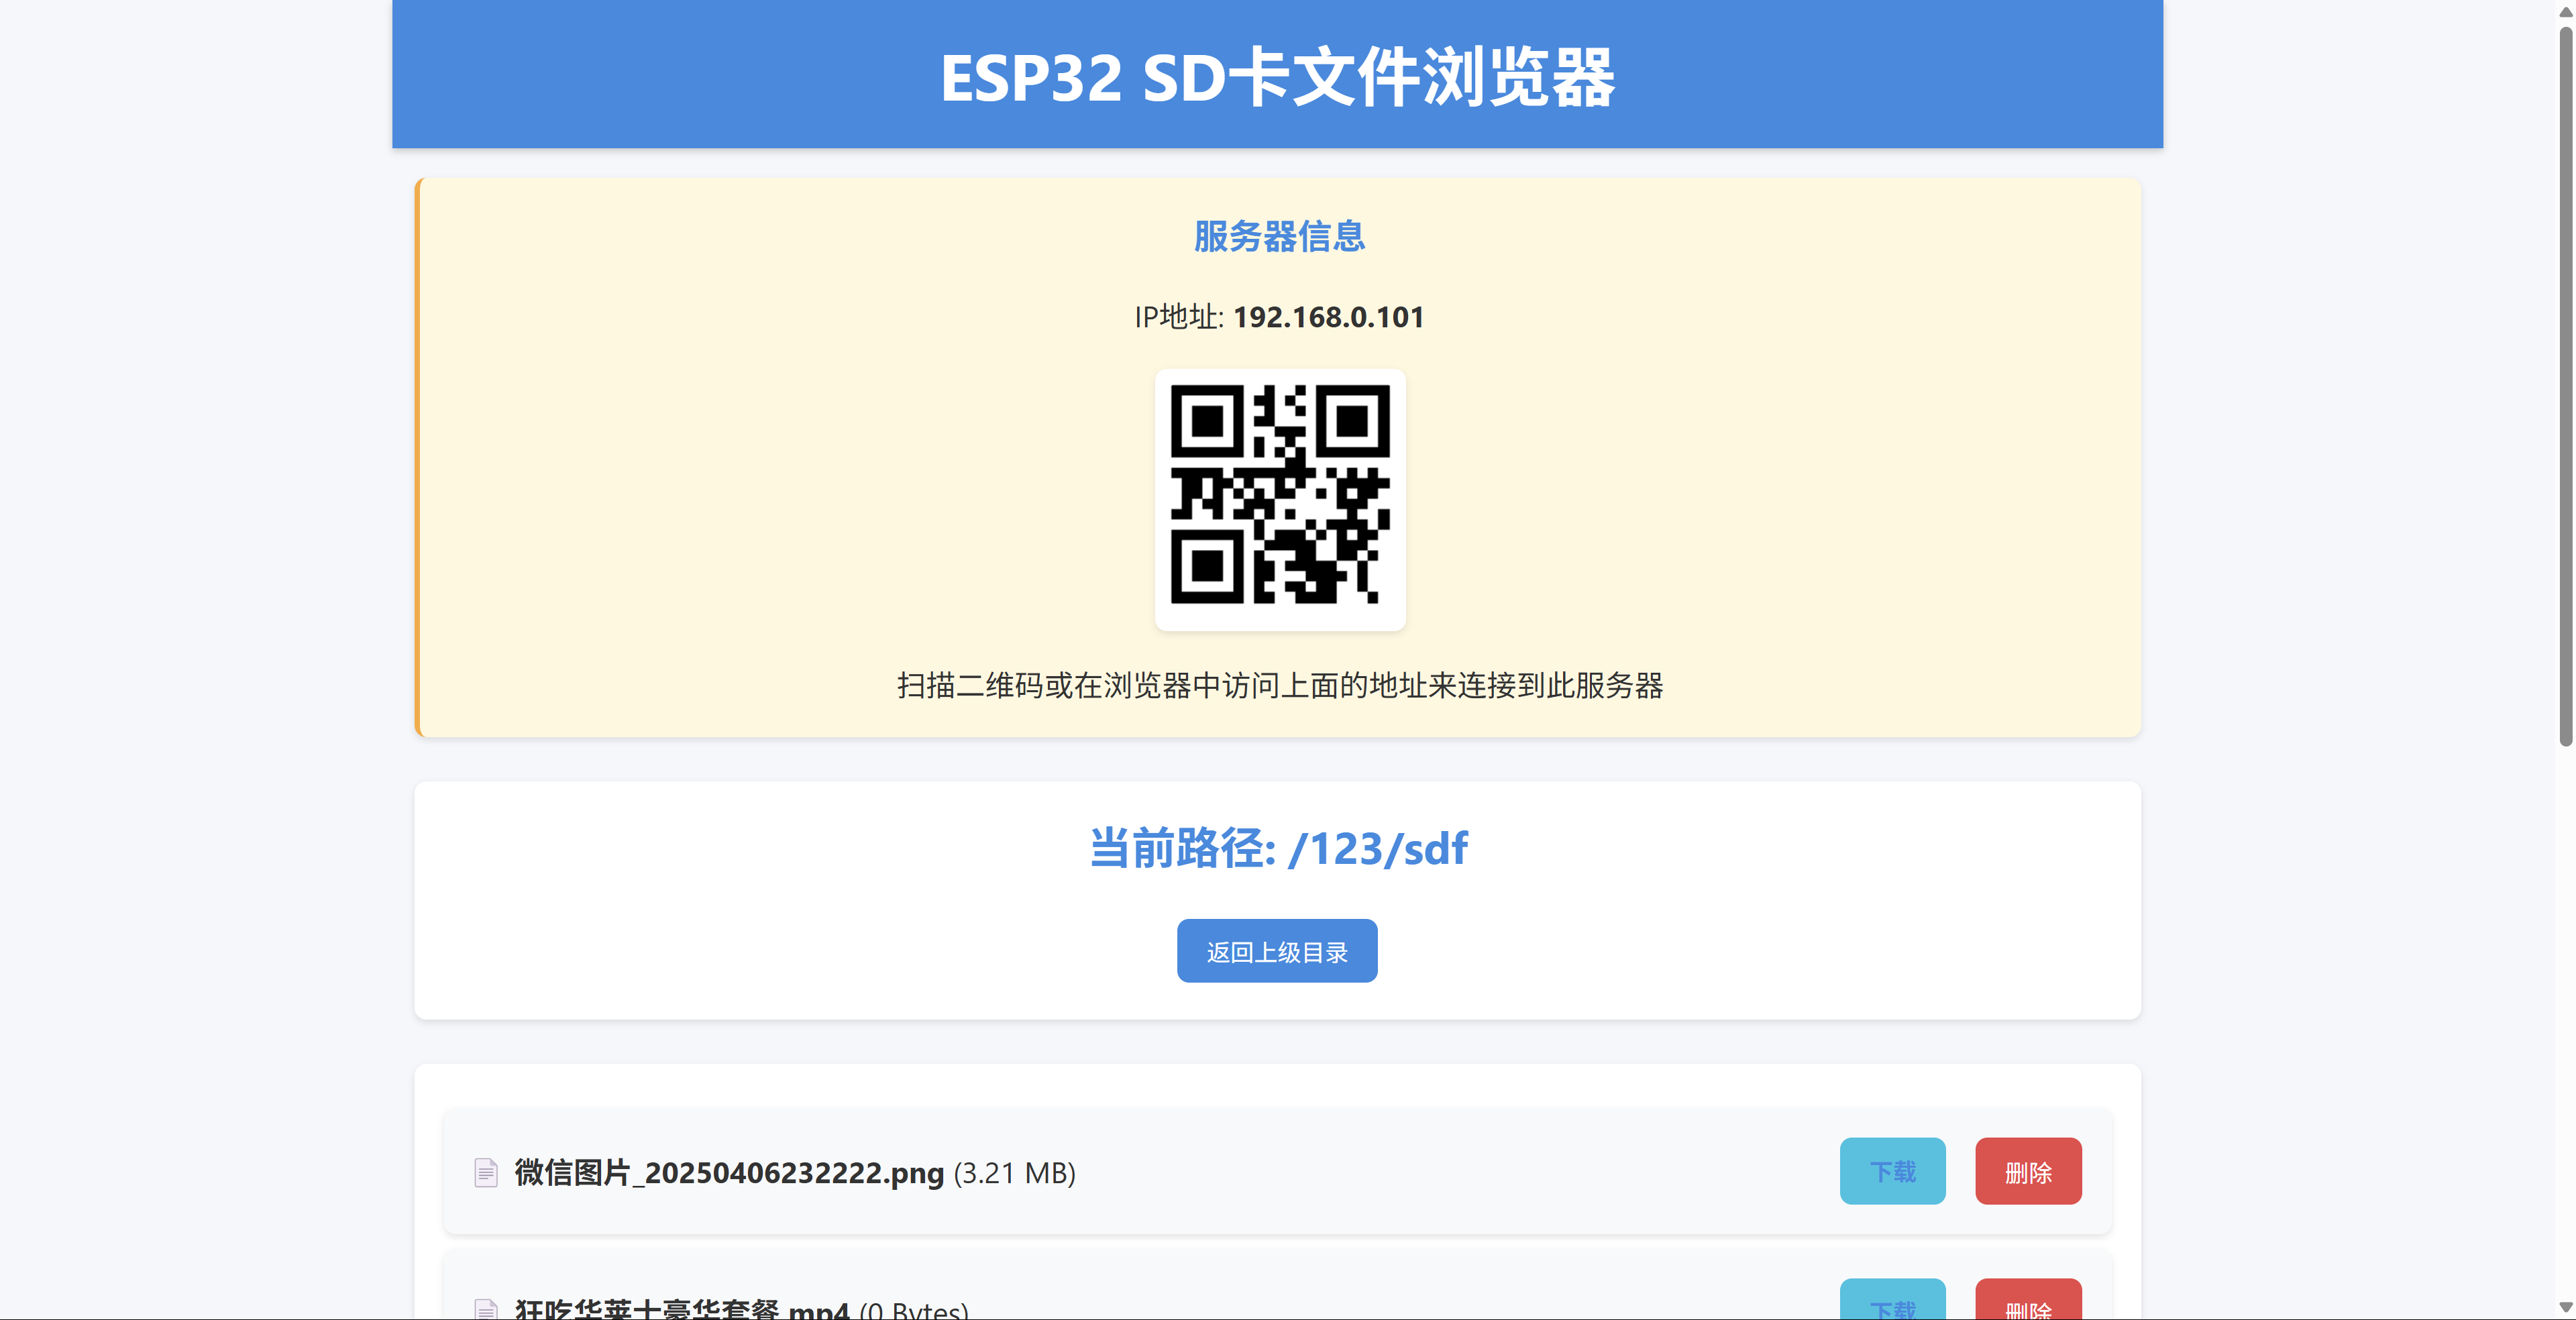 ESP32 SD卡文件浏览器
服务器信息
IP地址: 192.168.0.101
扫描二维码或在浏览器中访问上面的地址来连接到此服务器
当前路径: /123/sdf
返回上级目录
微信图片_20250406232222.png (3.21 MB) 下载 删除
狂吃华莱士豪华套餐.mp4 (0 Bytes) 下载 删除